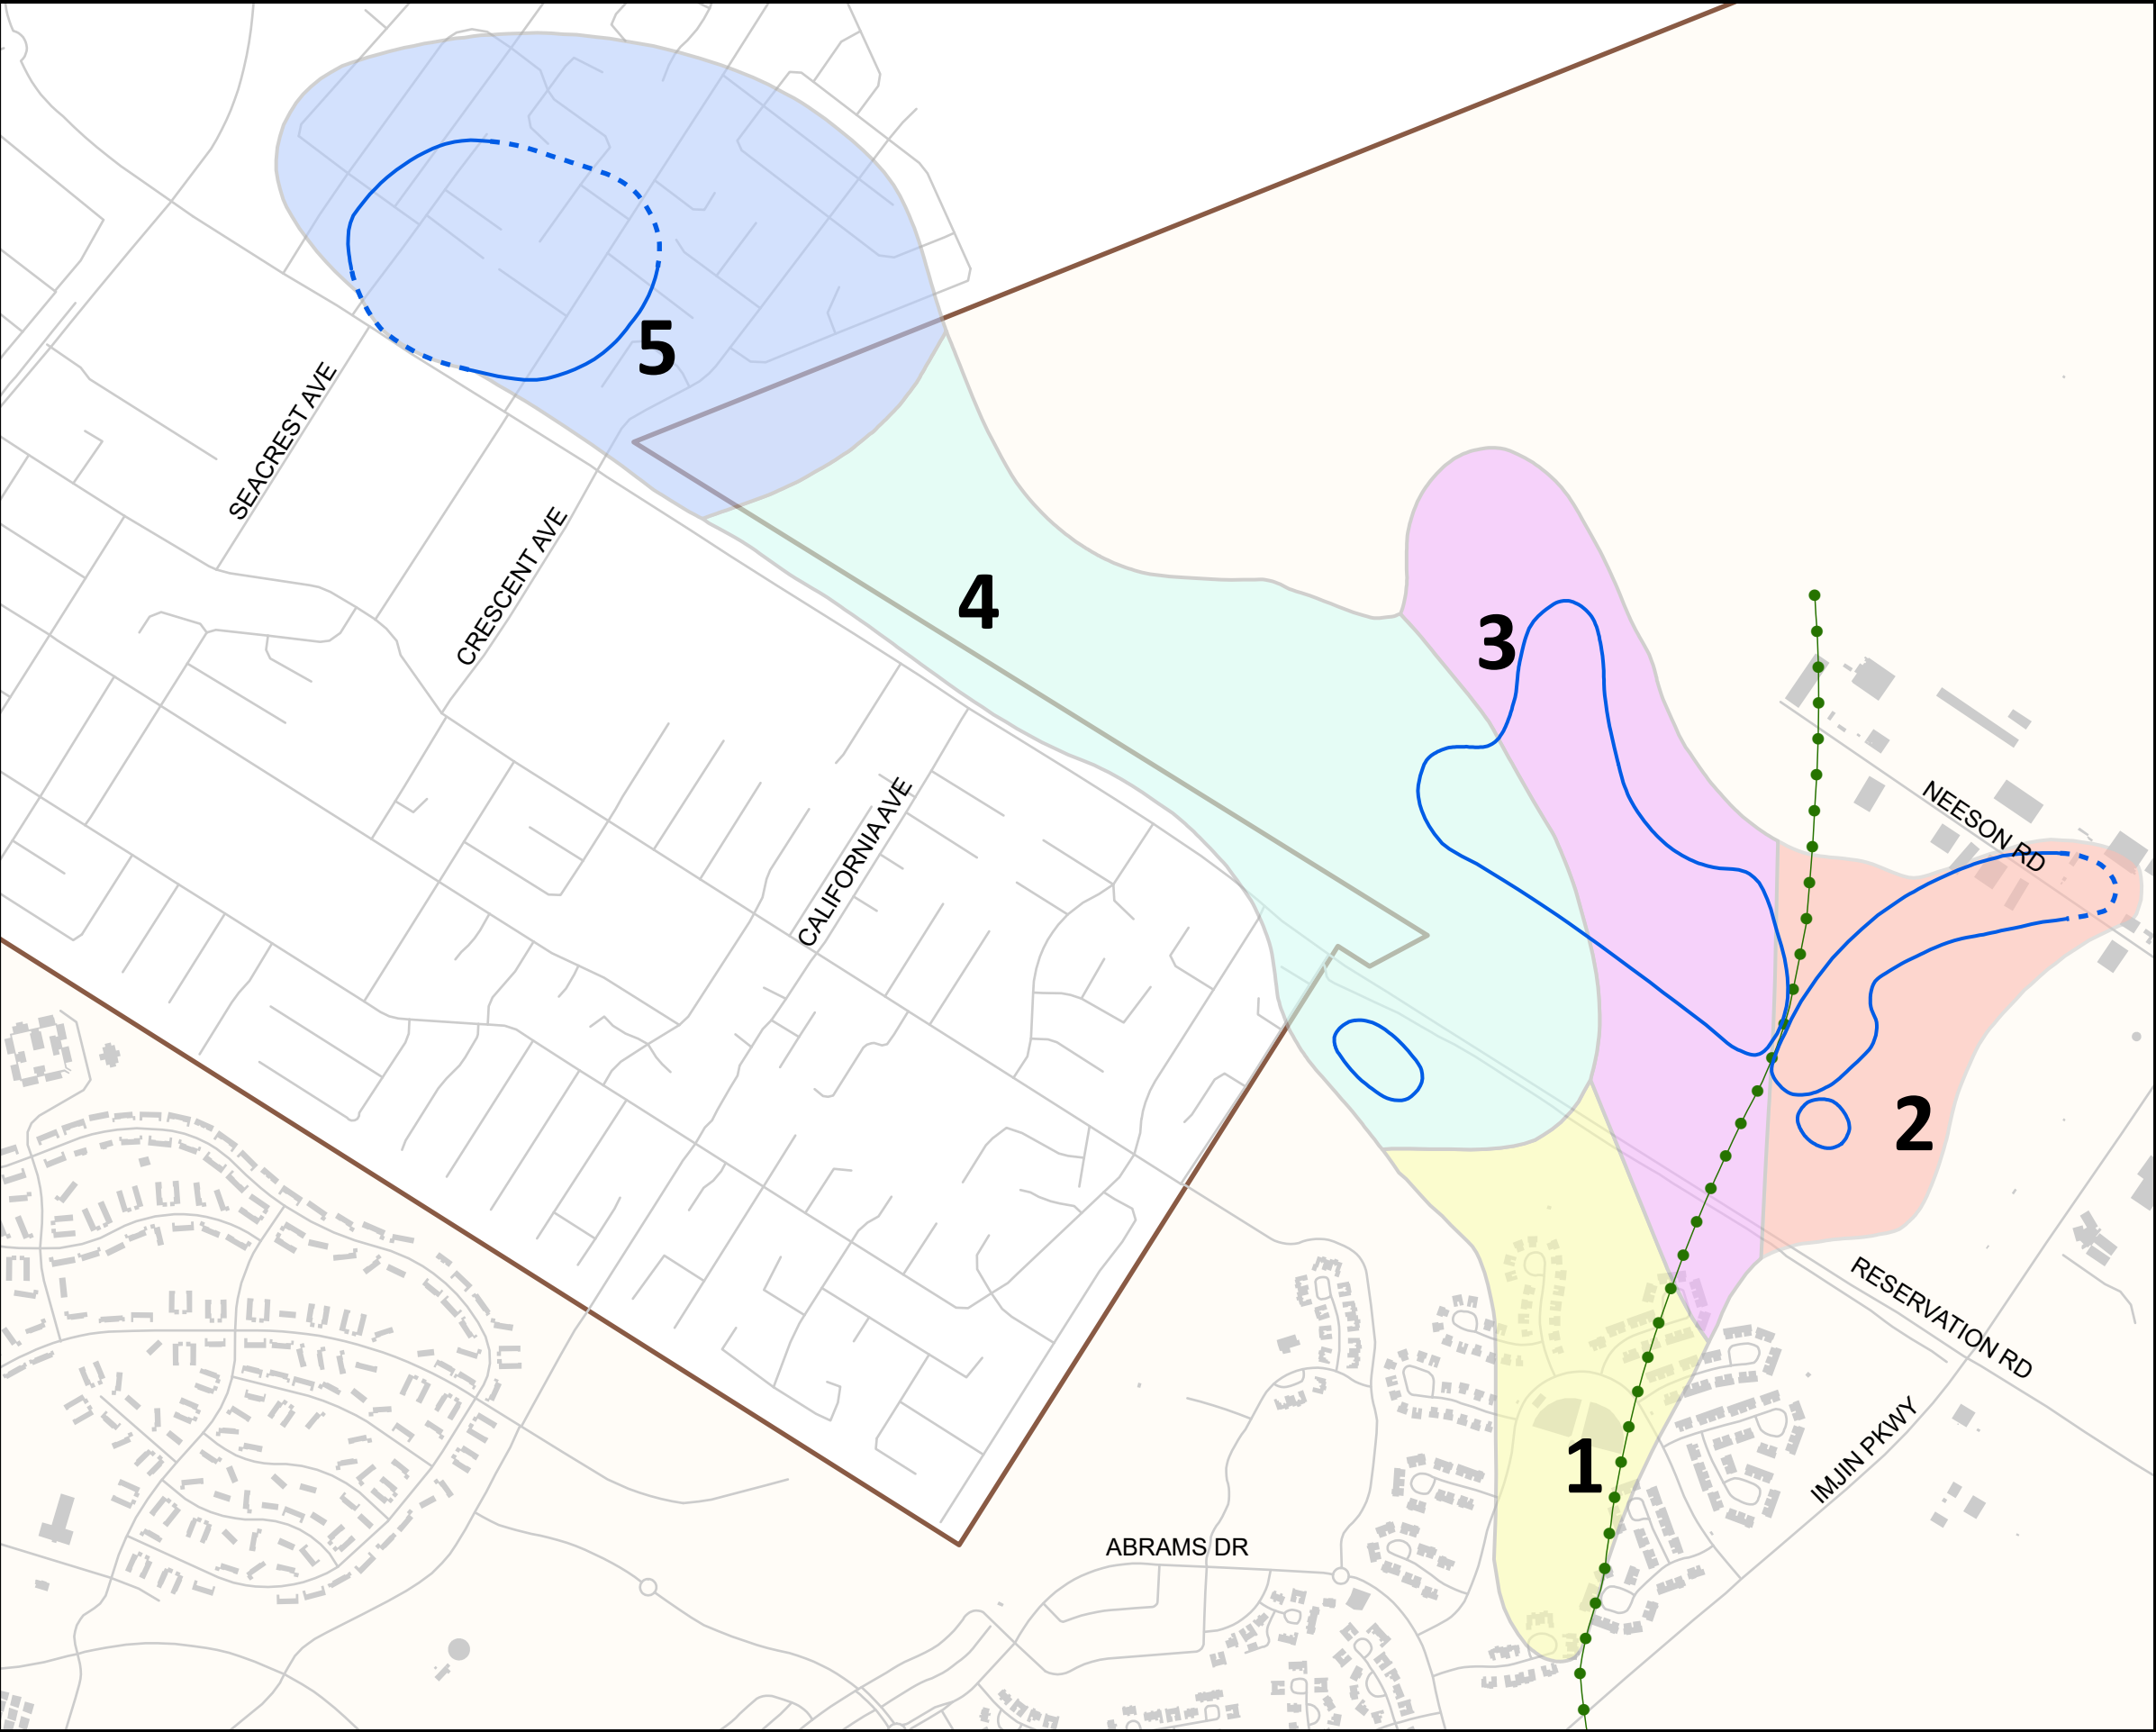 5
SEACREST AVE
CRESCENT AVE
4
3
CALIFORNIA AVE
NEESON RD
2
RESERVATION RD
IMJIN PKWY
1
ABRAMS DR